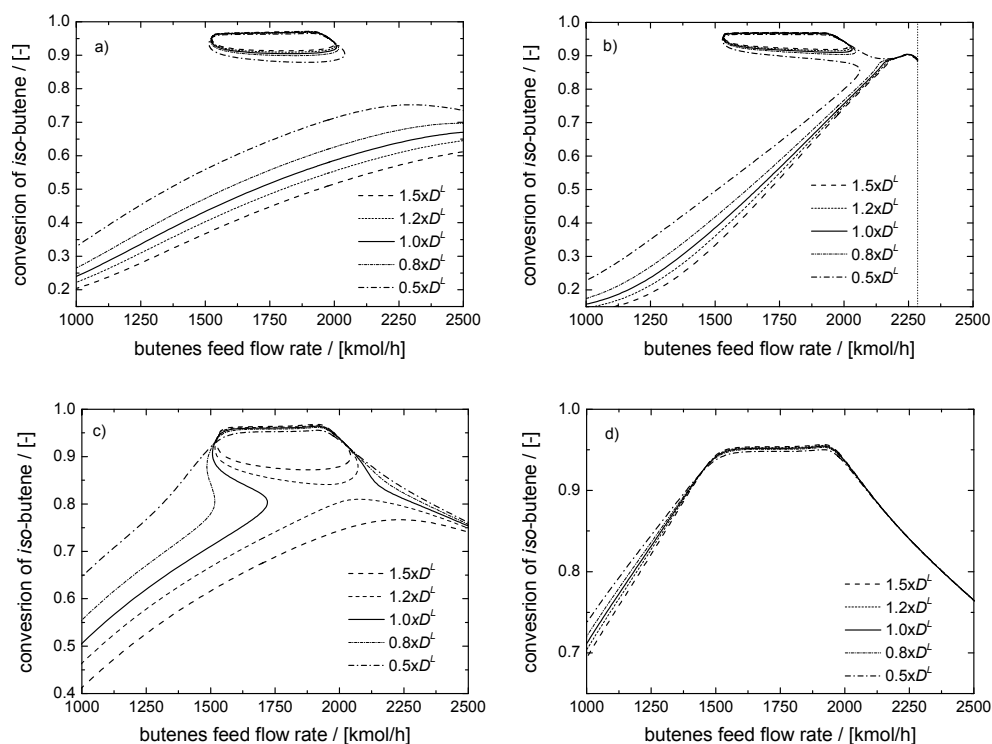 a)
convesrion of iso-butene / [-]
1.0
0.9
0.8
0.7
0.6
0.5
0.4
0.3
0.2
1000 1250 1500 1750 2000 2250 2500
butenes feed flow rate / [kmol/h]
1.5xD^L
1.2xD^L
1.0xD^L
0.8xD^L
0.5xD^L
b)
convesrion of iso-butene / [-]
1.0
0.9
0.8
0.7
0.6
0.5
0.4
0.3
0.2
1000 1250 1500 1750 2000 2250 2500
butenes feed flow rate / [kmol/h]
1.5xD^L
1.2xD^L
1.0xD^L
0.8xD^L
0.5xD^L
c)
convesrion of iso-butene / [-]
1.0
0.9
0.8
0.7
0.6
0.5
0.4
1000 1250 1500 1750 2000 2250 2500
butenes feed flow rate / [kmol/h]
1.5xD^L
1.2xD^L
1.0xD^L
0.8xD^L
0.5xD^L
d)
convesrion of iso-butene / [-]
1.0
0.9
0.8
0.7
1000 1250 1500 1750 2000 2250 2500
butenes feed flow rate / [kmol/h]
1.5xD^L
1.2xD^L
1.0xD^L
0.8xD^L
0.5xD^L